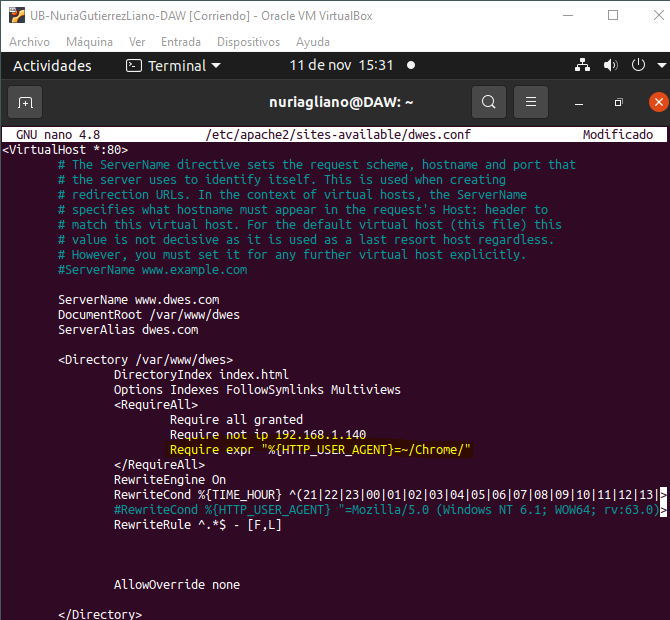 UB-NuriaGutierrezLiano-DAW [Corriendo] - Oracle VM VirtualBox
Archivo Máquina Ver Entrada Dispositivos Ayuda
Actividades Terminal 11 de nov 15:31
nuriagliano@DAW: ~
GNU nano 4.8 /etc/apache2/sites-available/dwes.conf Modificado
<VirtualHost *:80>
# The ServerName directive sets the request scheme, hostname and port that
# the server uses to identify itself. This is used when creating
# redirection URLs. In the context of virtual hosts, the ServerName
# specifies what hostname must appear in the request's Host: header to
# match this virtual host. For the default virtual host (this file) this
# value is not decisive as it is used as a last resort host regardless.
# However, you must set it for any further virtual host explicitly.
#ServerName www.example.com
ServerName www.dwes.com
DocumentRoot /var/www/dwes
ServerAlias dwes.com
<Directory /var/www/dwes>
DirectoryIndex index.html
Options Indexes FollowSymlinks Multiviews
<RequireAll>
Require all granted
Require not ip 192.168.1.140
Require expr "%{HTTP_USER_AGENT}=~/Chrome/"
</RequireAll>
RewriteEngine On
RewriteCond %{TIME_HOUR} ^(21|22|23|00|01|02|03|04|05|06|07|08|09|10|11|12|13|>
#RewriteCond %{HTTP_USER_AGENT} "=Mozilla/5.0 (Windows NT 6.1; WOW64; rv:63.0)>
RewriteRule ^.*$ - [F,L]
AllowOverride none
</Directory>